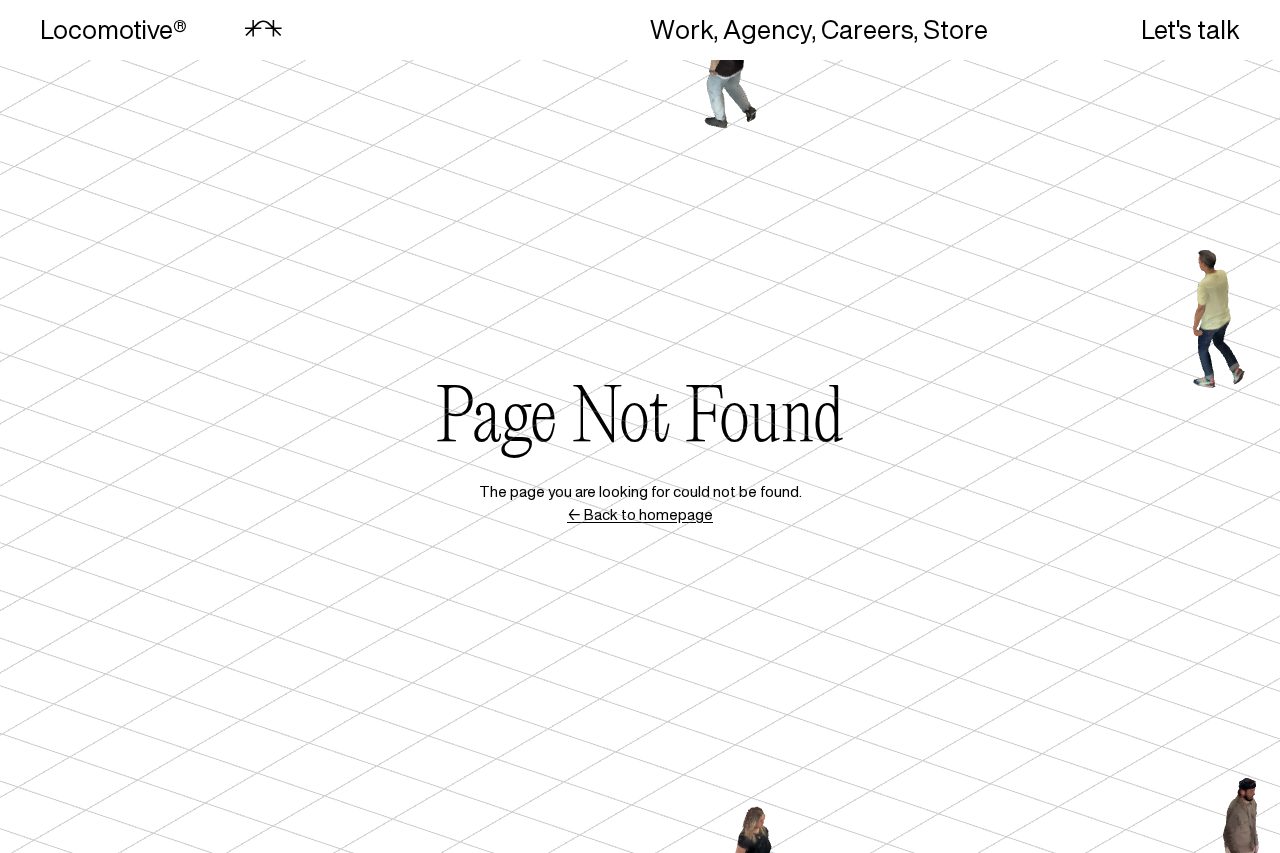 Locomotive® Work, Agency, Careers, Store Let's talk
Page Not Found
The page you are looking for could not be found.
← Back to homepage